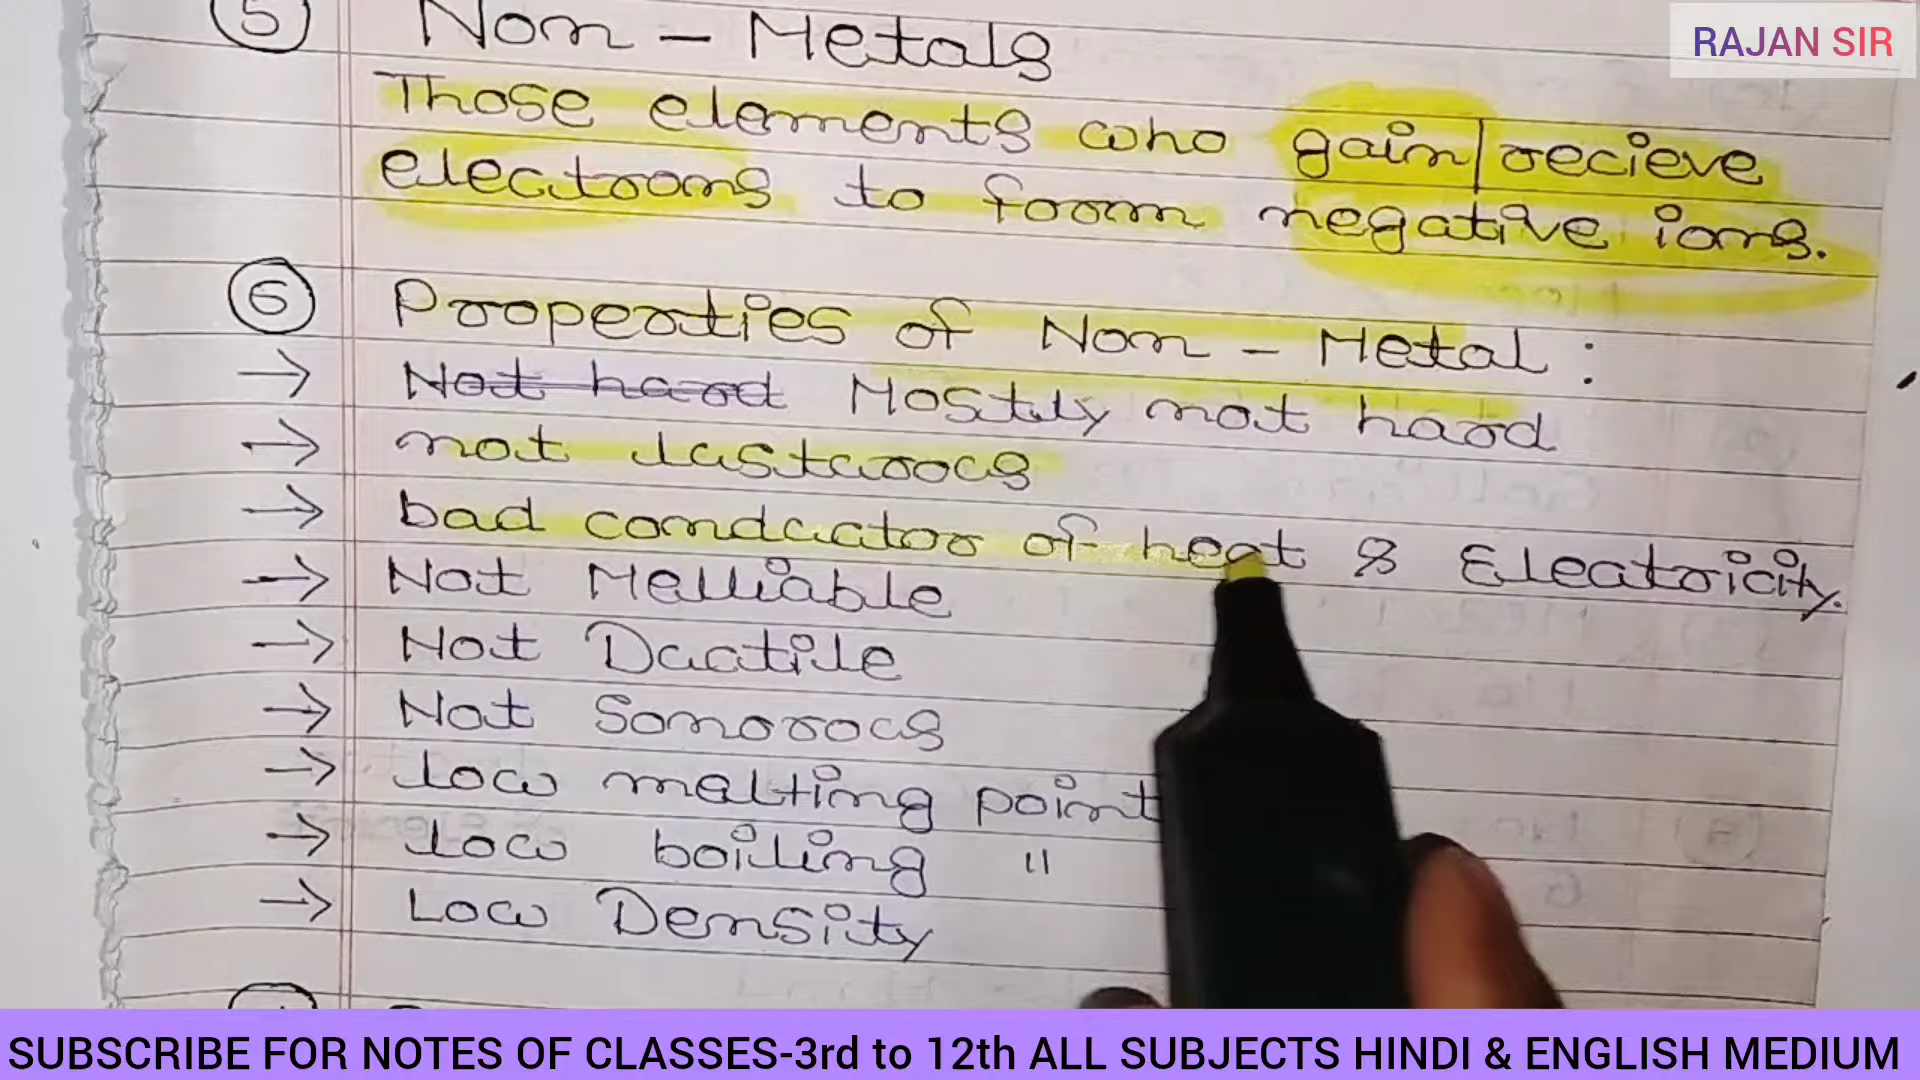 RAJAN SIR
5 Non - Metals
Those elements who gain/recieve
electrons to form negative ions.
6 Properties of Non - Metal :
→ Not hard Mostly not hard
→ not lusturous
→ bad conductor of heat & Electricity.
→ Not Melliable
→ Not Ductile
→ Not Sonorous
→ low melting point
→ low boiling "
→ Low Density
SUBSCRIBE FOR NOTES OF CLASSES-3rd to 12th ALL SUBJECTS HINDI & ENGLISH MEDIUM